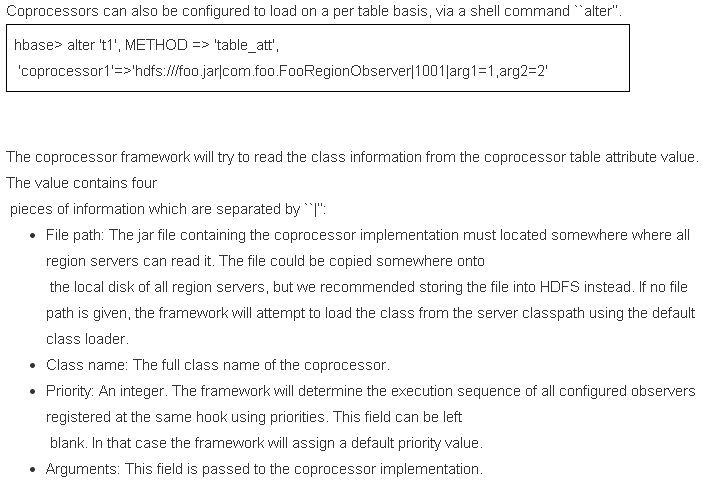 Coprocessors can also be configured to load on a per table basis, via a shell command ``alter''.
hbase> alter 't1', METHOD => 'table_att',
'coprocessor1'=>'hdfs:///foo.jar|com.foo.FooRegionObserver|1001|arg1=1,arg2=2'
The coprocessor framework will try to read the class information from the coprocessor table attribute value.
The value contains four
pieces of information which are separated by ``|'':
• File path: The jar file containing the coprocessor implementation must located somewhere where all
region servers can read it. The file could be copied somewhere onto
the local disk of all region servers, but we recommended storing the file into HDFS instead. If no file
path is given, the framework will attempt to load the class from the server classpath using the default
class loader.
• Class name: The full class name of the coprocessor.
• Priority: An integer. The framework will determine the execution sequence of all configured observers
registered at the same hook using priorities. This field can be left
blank. In that case the framework will assign a default priority value.
• Arguments: This field is passed to the coprocessor implementation.